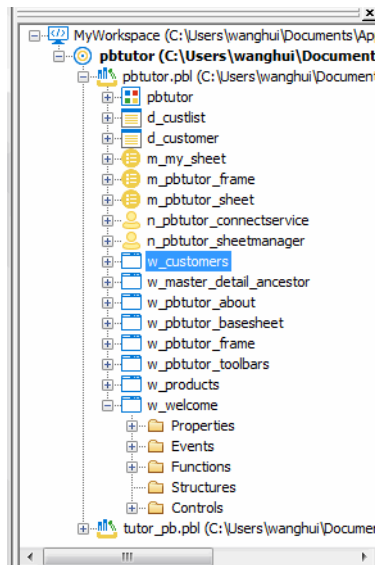 MyWorkspace (C:\Users\wanghui\Documents\Ap
pbtutor (C:\Users\wanghui\Document
pbtutor.pbl (C:\Users\wanghui\Document
pbtutor
d_custlist
d_customer
m_my_sheet
m_pbtutor_frame
m_pbtutor_sheet
n_pbtutor_connectservice
n_pbtutor_sheetmanager
w_customers
w_master_detail_ancestor
w_pbtutor_about
w_pbtutor_basesheet
w_pbtutor_frame
w_pbtutor_toolbars
w_products
w_welcome
Properties
Events
Functions
Structures
Controls
tutor_pb.pbl (C:\Users\wanghui\Documen